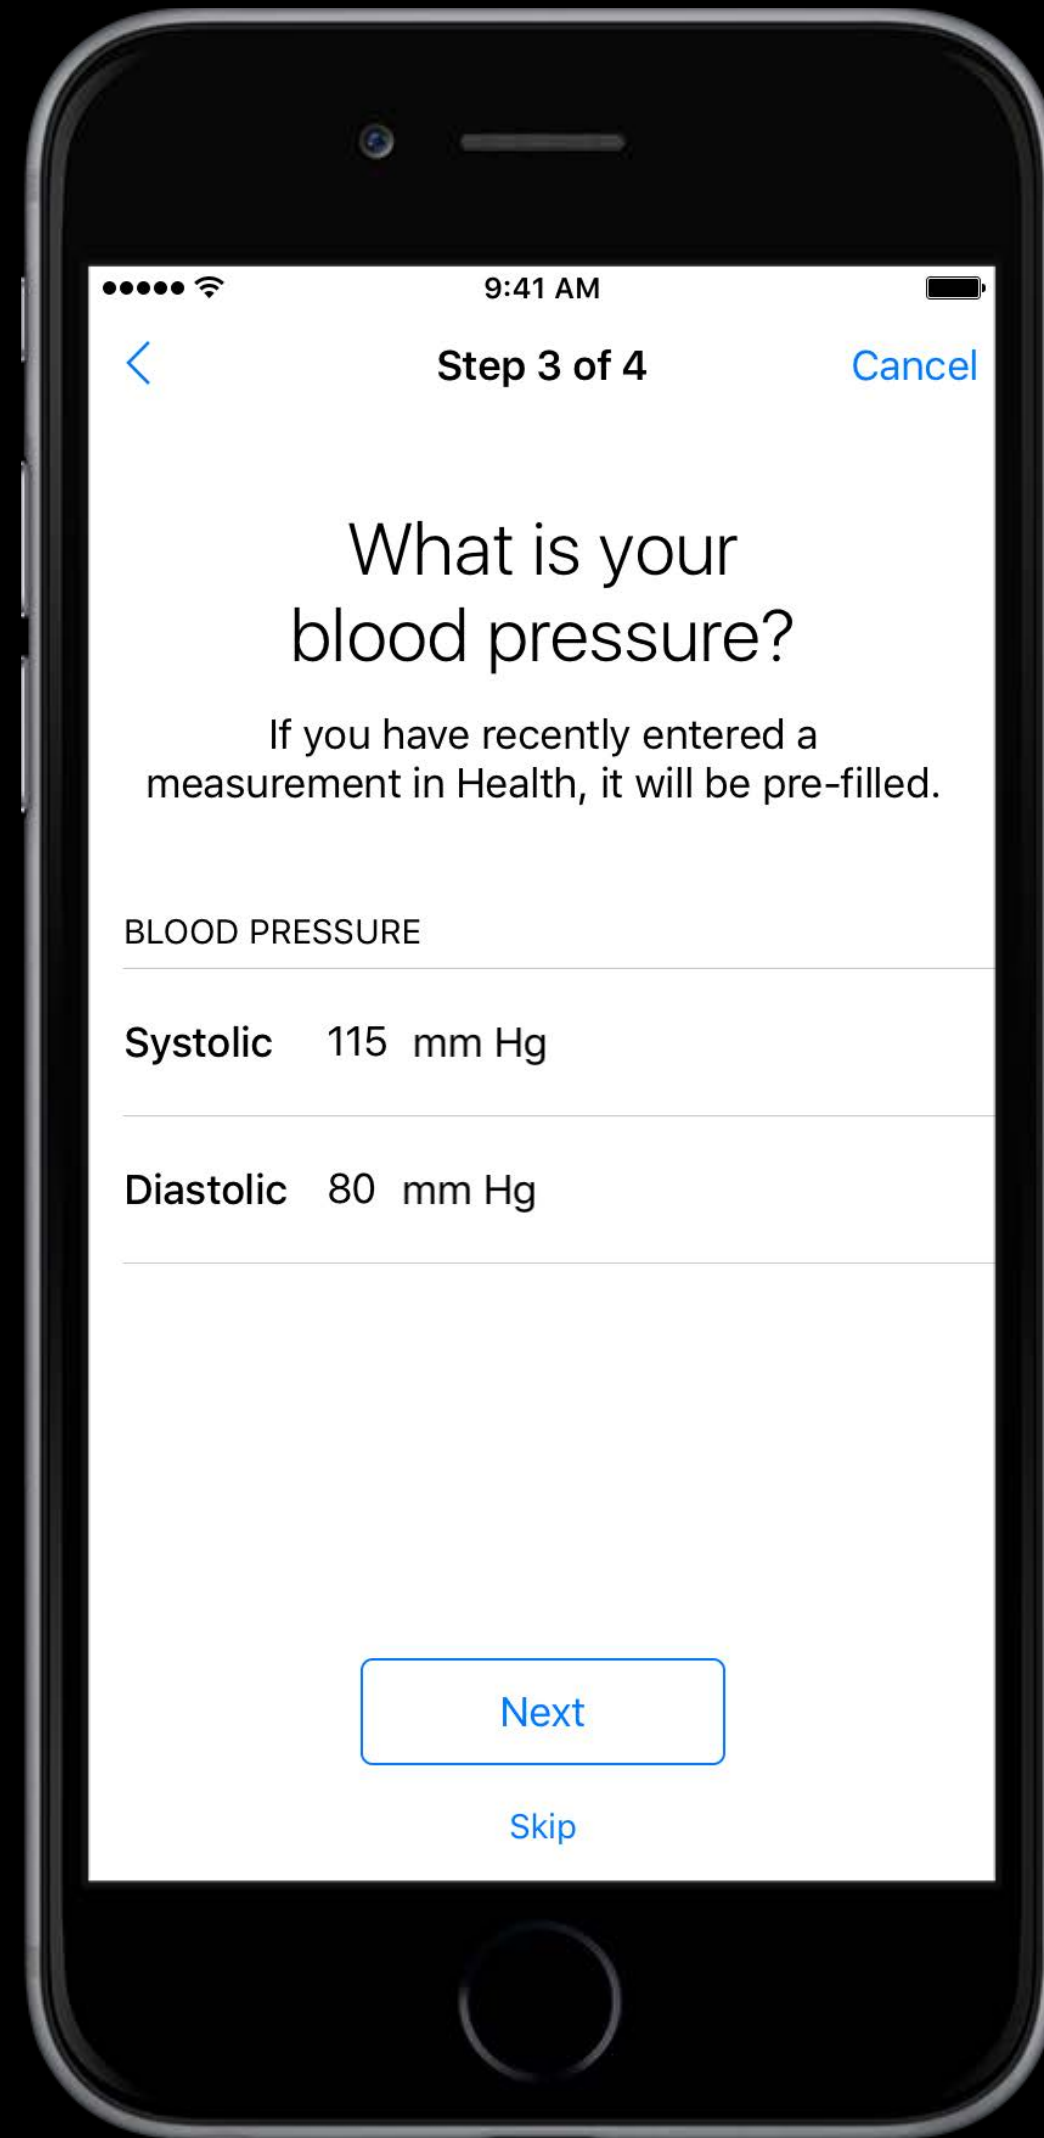 9:41 AM
Step 3 of 4 Cancel
What is your
blood pressure?
If you have recently entered a
measurement in Health, it will be pre-filled.
BLOOD PRESSURE
Systolic 115 mm Hg
Diastolic 80 mm Hg
Next
Skip